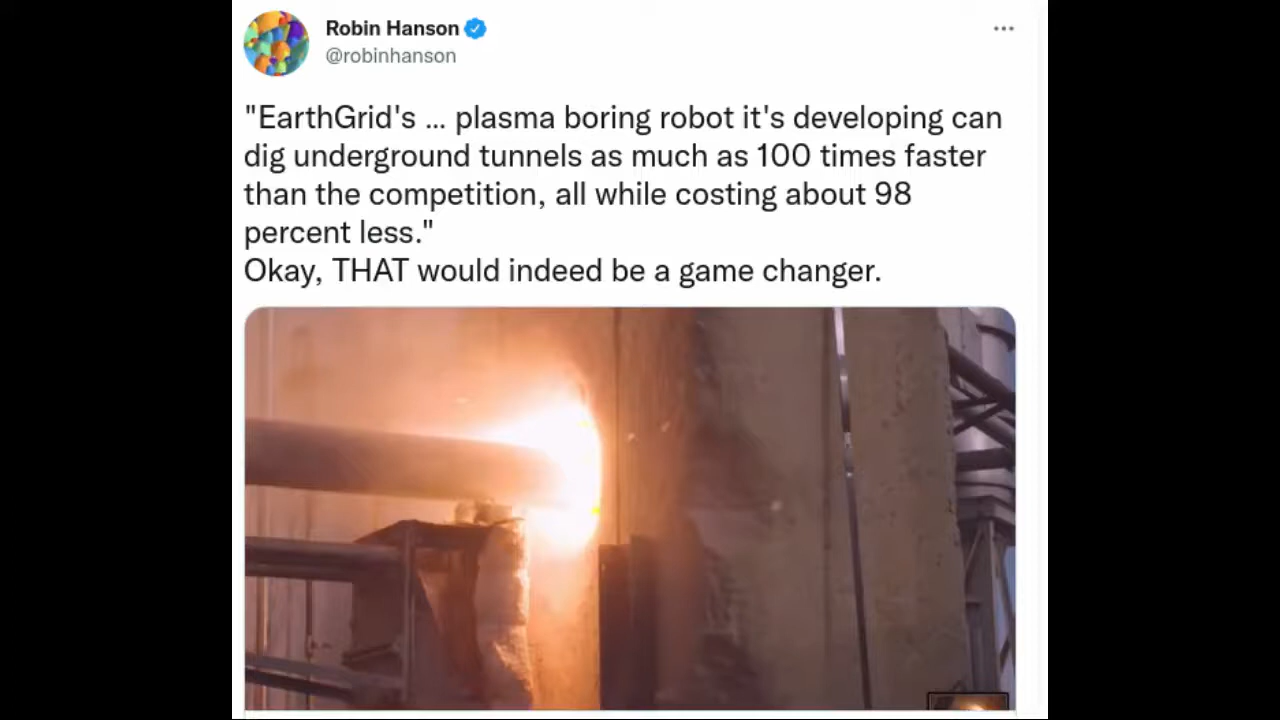 Robin Hanson
@robinhanson
"EarthGrid's ... plasma boring robot it's developing can
dig underground tunnels as much as 100 times faster
than the competition, all while costing about 98
percent less."
Okay, THAT would indeed be a game changer.